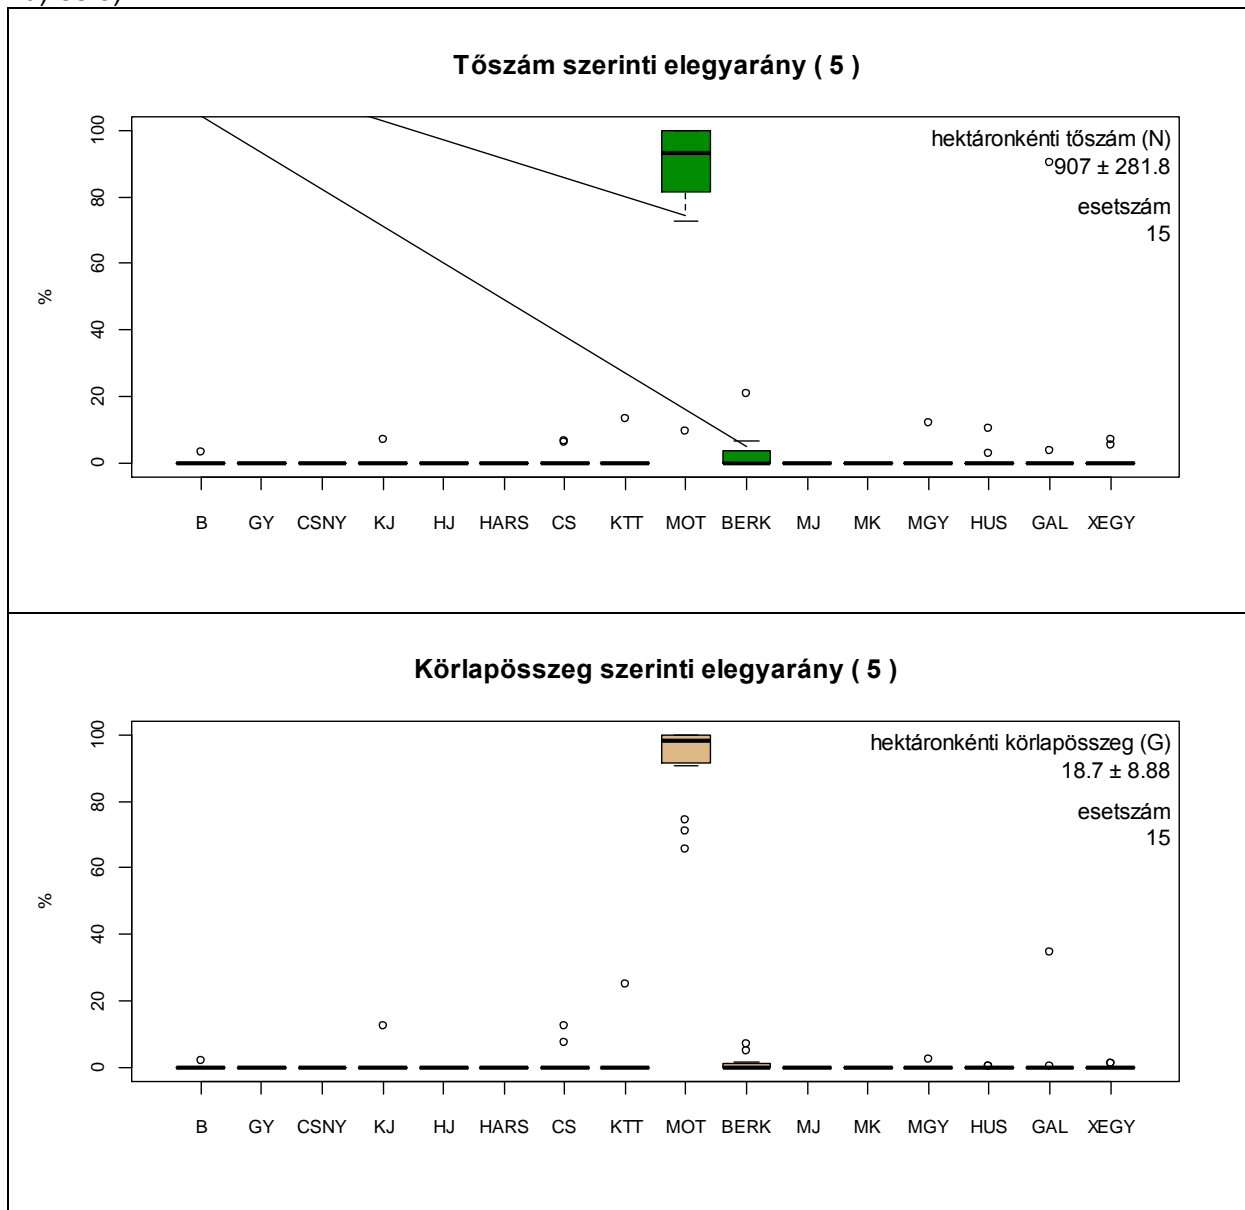 Tőszám szerinti elegyarány ( 5 )
hektáronkénti tőszám (N)
907 ± 281.8
esetszám
15
%
100
80
60
40
20
0
B GY CSNY KJ HJ HARS CS KTT MOT BERK MJ MK MGY HUS GAL XEGY
Körlapösszeg szerinti elegyarány ( 5 )
hektáronkénti körlapösszeg (G)
18.7 ± 8.88
esetszám
15
%
100
80
60
40
20
0
B GY CSNY KJ HJ HARS CS KTT MOT BERK MJ MK MGY HUS GAL XEGY